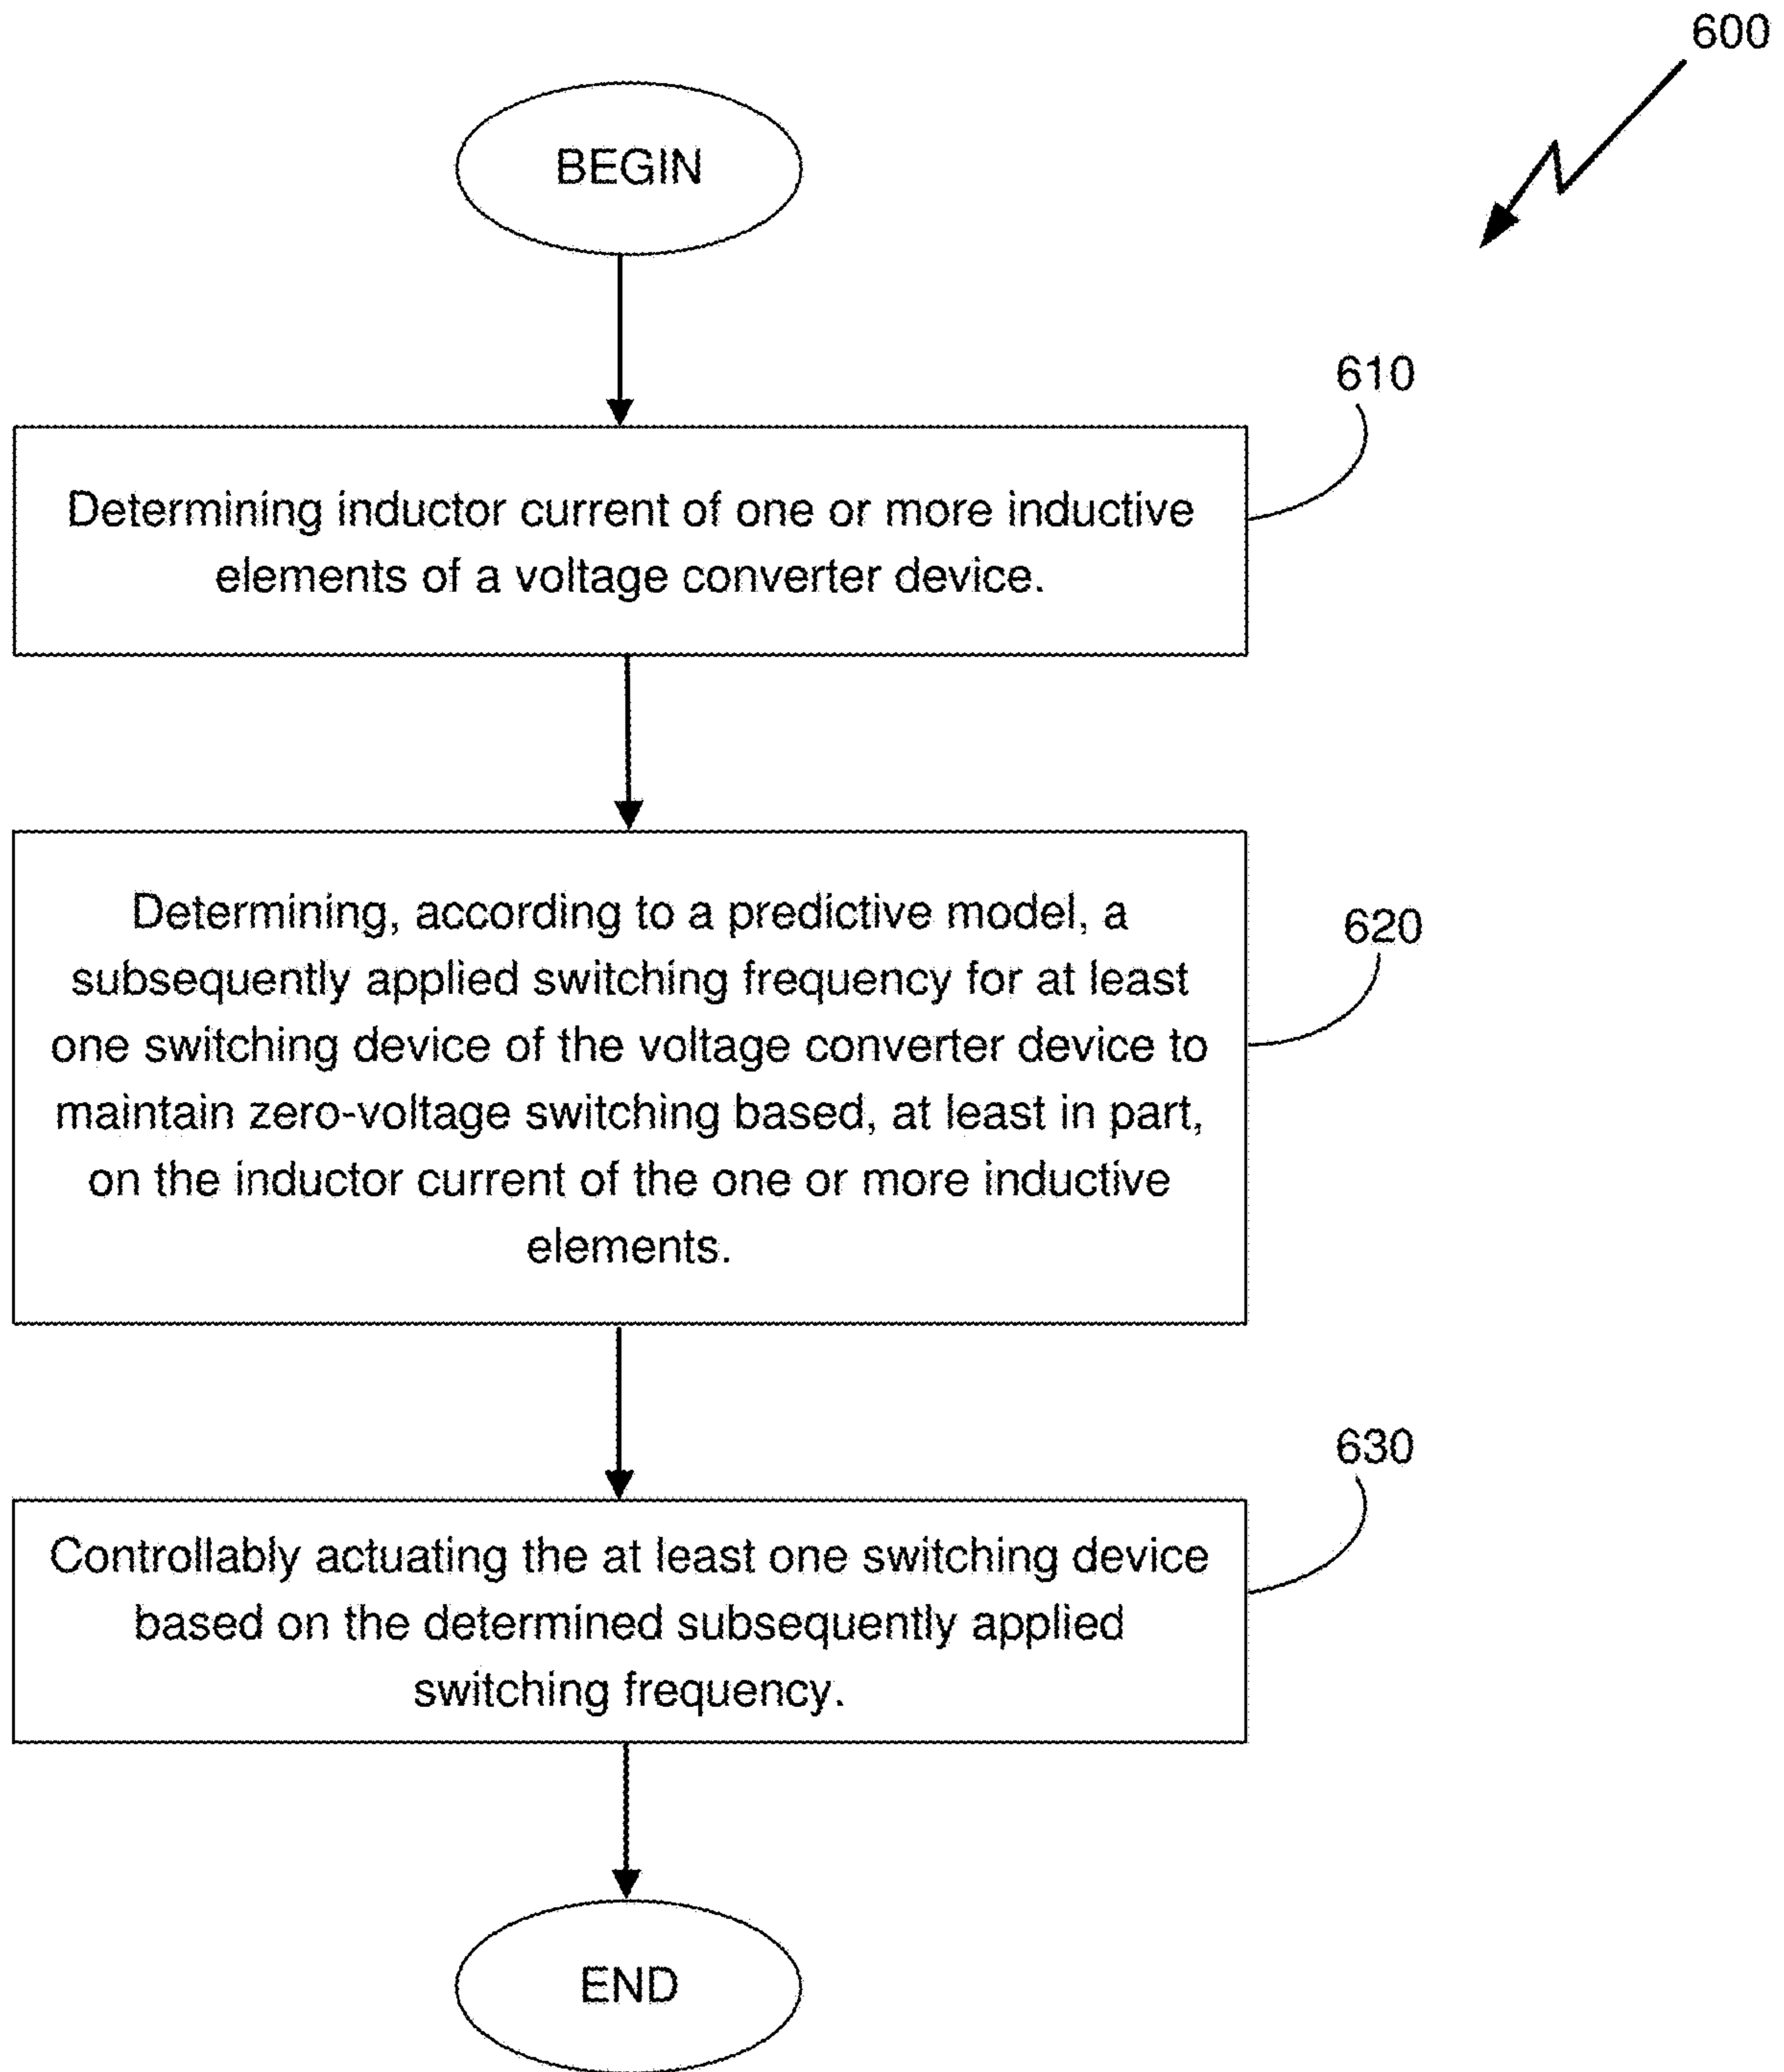 600
BEGIN
610
Determining inductor current of one or more inductive
elements of a voltage converter device.
620
Determining, according to a predictive model, a
subsequently applied switching frequency for at least
one switching device of the voltage converter device to
maintain zero-voltage switching based, at least in part,
on the inductor current of the one or more inductive
elements.
630
Controllably actuating the at least one switching device
based on the determined subsequently applied
switching frequency.
END